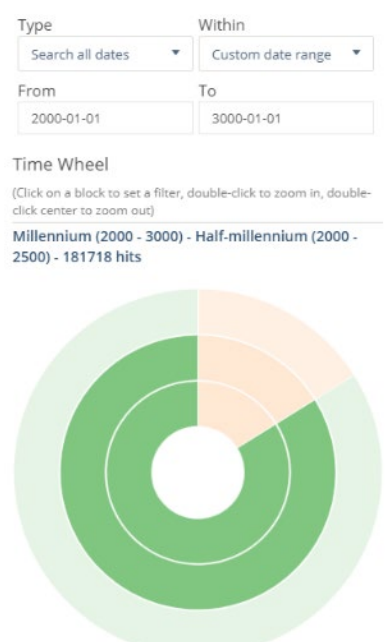 Type Within
Search all dates Custom date range
From To
2000-01-01 3000-01-01
Time Wheel
(Click on a block to set a filter, double-click to zoom in, double-
click center to zoom out)
Millennium (2000 - 3000) - Half-millennium (2000 -
2500) - 181718 hits